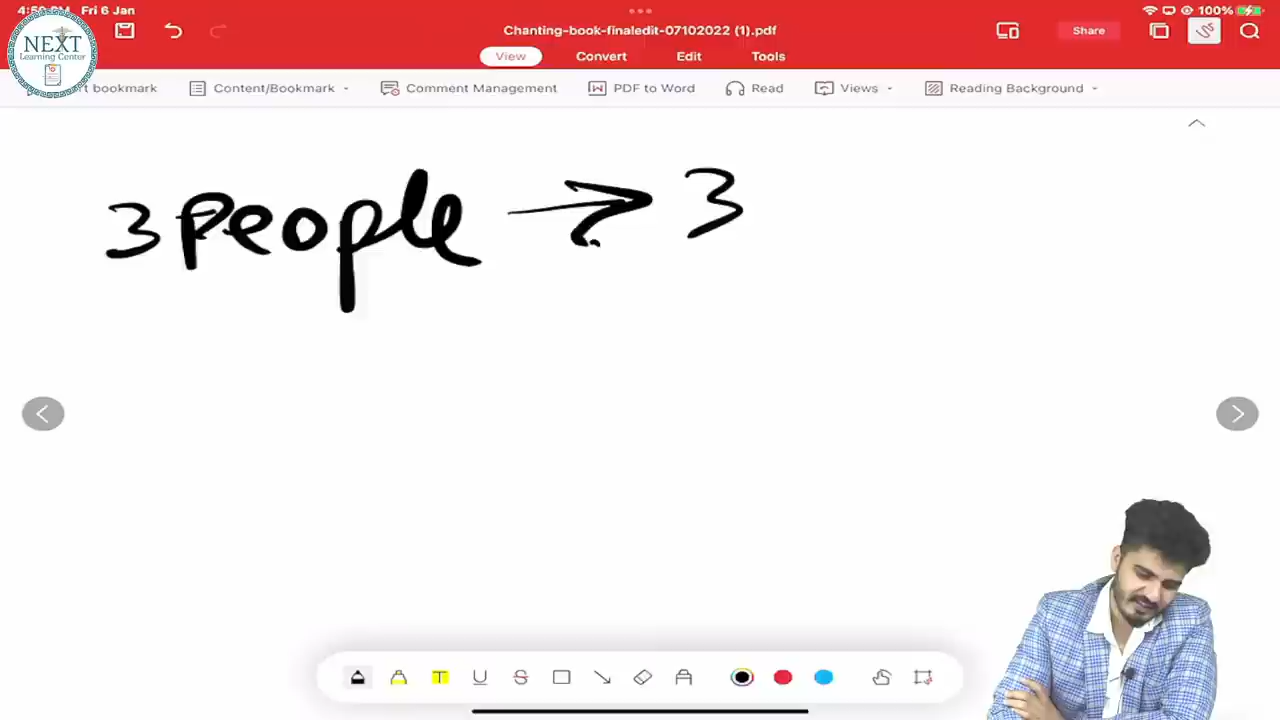 4:50 PM Fri 6 Jan
100%
NEXT
Learning Center
Chanting-book-finaledit-07102022 (1).pdf
Share
View
Convert
Edit
Tools
bookmark
Content/Bookmark
Comment Management
PDF to Word
Read
Views
Reading Background
3 People → 3